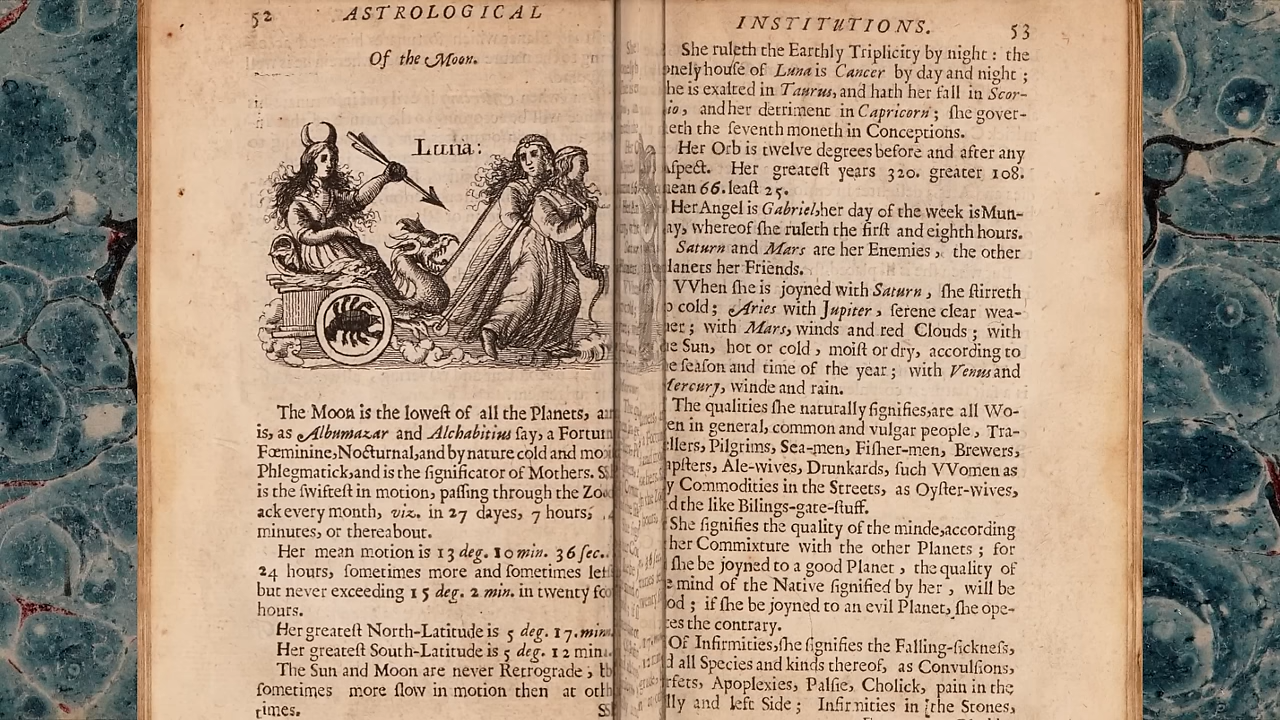 52 ASTROLOGICAL
Of the Moon.
Luna:
The Moon is the loweſt of all the Planets,
is, as Albumazar and Alchabitius ſay, a
Fœminine, Nocturnal, and by nature cold and
Phlegmatick, and is the ſignificator of Mothers.
is the ſwifteſt in motion, paſſing through the
ack every month, viz. in 27 dayes, 7 hours,
minutes, or thereabout.
Her mean motion is 13 deg. 10 min. 36 ſec.
24 hours, ſometimes more and ſometimes
but never exceeding 15 deg. 2 min. in twenty
hours.
Her greateſt North-Latitude is 5 deg. 17. min.
Her greateſt South-Latitude is 5 deg. 12 min.
The Sun and Moon are never Retrograde,
ſometimes more ſlow in motion then at
times.
INSTITUTIONS. 53
She ruleth the Earthly Triplicity by night: the
houſe of Luna is Cancer by day and night;
he is exalted in Taurus, and hath her fall in Scor-
io, and her detriment in Capricorn; ſhe gover-
eth the ſeventh moneth in Conceptions.
Her Orb is twelve degrees before and after any
ſpect. Her greateſt years 320. greater 108.
ean 66. leaſt 25.
Her Angel is Gabriel, her day of the week is Mun-
ay, whereof ſhe ruleth the firſt and eighth hours.
Saturn and Mars are her Enemies, the other
lanets her Friends.
VVhen ſhe is joyned with Saturn, ſhe ſtirreth
cold; Aries with Jupiter, ſerene clear wea-
er; with Mars, winds and red Clouds; with
e Sun, hot or cold, moiſt or dry, according to
e ſeaſon and time of the year; with Venus and
ercury, winde and rain.
The qualities ſhe naturally ſignifies, are all Wo-
en in general, common and vulgar people, Tra-
llers, Pilgrims, Sea-men, Fiſher-men, Brewers,
apſters, Ale-wives, Drunkards, ſuch VVomen as
y Commodities in the Streets, as Oyſter-wives,
d the like Bilings-gate-ſtuff.
She ſignifies the quality of the minde, according
her Commixture with the other Planets; for
ſhe be joyned to a good Planet, the quality of
e mind of the Native ſignified by her, will be
od; if ſhe be joyned to an evil Planet, ſhe ope-
es the contrary.
Of Infirmities, ſhe ſignifies the Falling-ſickneſs,
d all Species and kinds thereof, as Convulſions,
rfets, Apoplexies, Palſie, Cholick, pain in the
lly and left Side; Infirmities in the Stones,